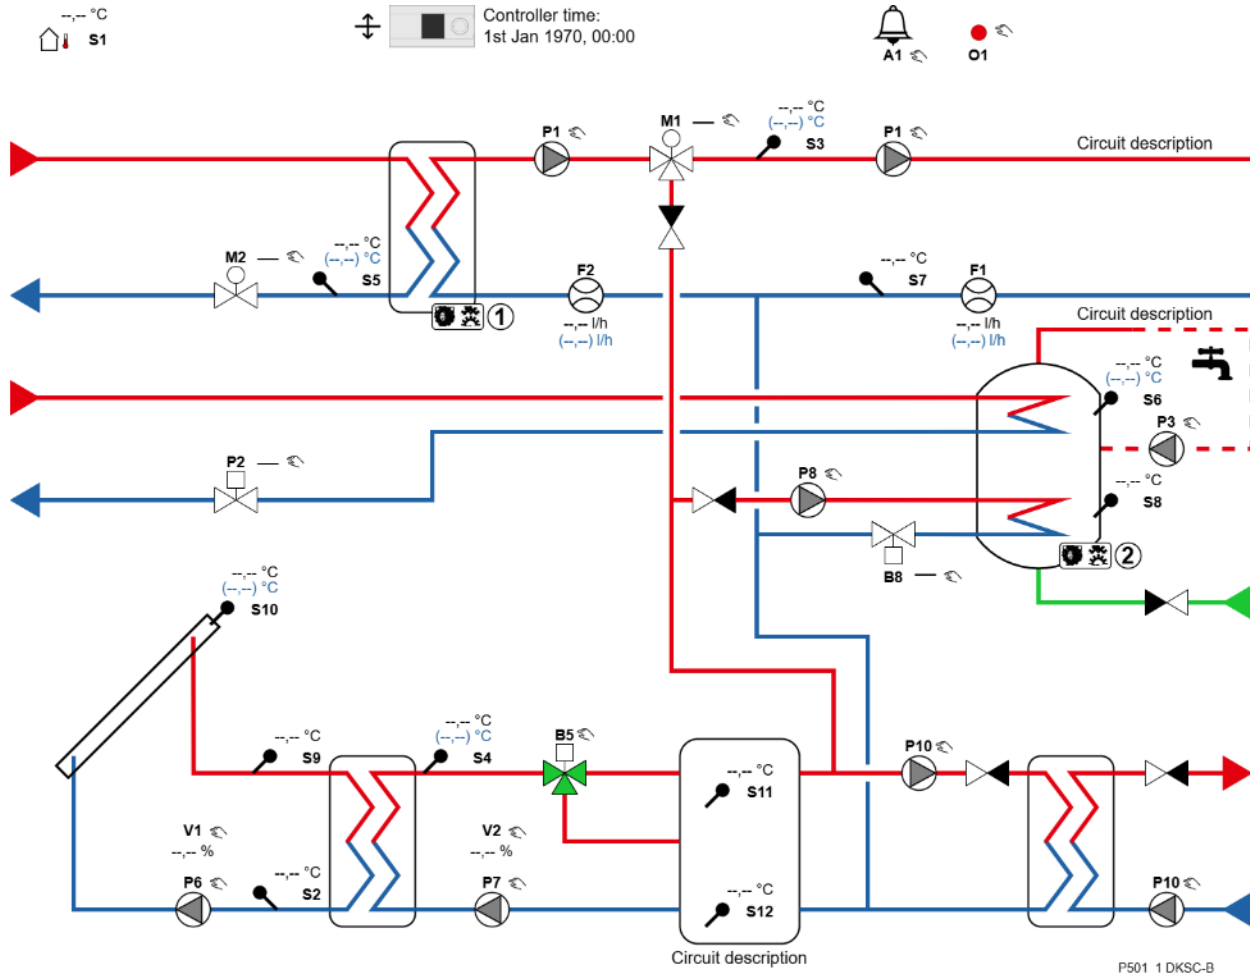 --,-- °C
S1
Controller time:
1st Jan 1970, 00:00
A1
O1
P1
M1
--,-- °C
(--,--) °C
S3
P1
Circuit description
M2
--,-- °C
(--,--) °C
S5
F2
--,-- l/h
(--,--) l/h
--,-- °C
S7
F1
--,-- l/h
(--,--) l/h
1
Circuit description
--,-- °C
(--,--) °C
S6
P3
P2
P8
--,-- °C
S8
B8
2
--,-- °C
(--,--) °C
S10
--,-- °C
S9
--,-- °C
(--,--) °C
S4
B5
P10
--,-- °C
S11
V1
--,-- %
V2
--,-- %
P6
--,-- °C
S2
P7
--,-- °C
S12
P10
Circuit description
P501_1 DKSC-B